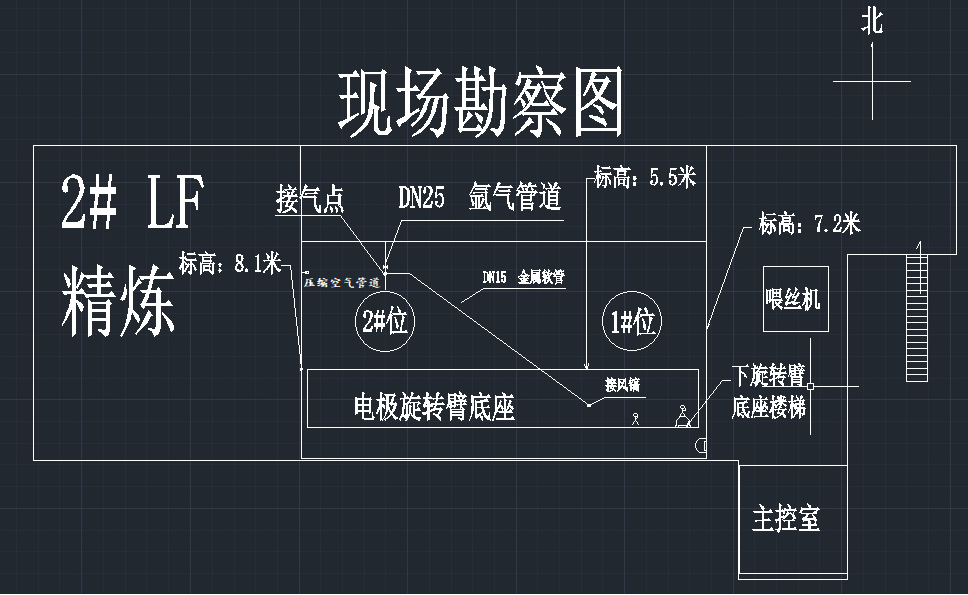 北
现场勘察图
2# LF
精炼
接气点
DN25 氩气管道
标高：5.5米
标高：7.2米
标高：8.1米
压缩空气管道
DN15 金属软管
喂丝机
2#位
1#位
接风镐
下旋转臂
底座楼梯
电极旋转臂底座
主控室